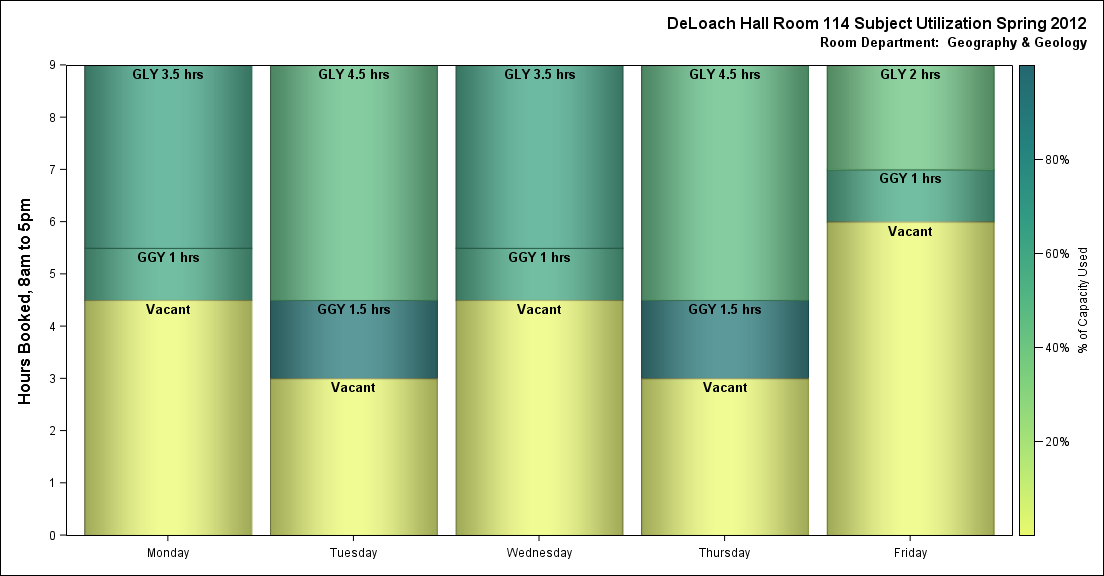 DeLoach Hall Room 114 Subject Utilization Spring 2012
Room Department: Geography & Geology
Hours Booked, 8am to 5pm
9
8
7
6
5
4
3
2
1
0
GLY 3.5 hrs
GGY 1 hrs
Vacant
Monday
GLY 4.5 hrs
GGY 1.5 hrs
Vacant
Tuesday
GLY 3.5 hrs
GGY 1 hrs
Vacant
Wednesday
GLY 4.5 hrs
GGY 1.5 hrs
Vacant
Thursday
GLY 2 hrs
GGY 1 hrs
Vacant
Friday
80%
60%
40%
20%
% of Capacity Used